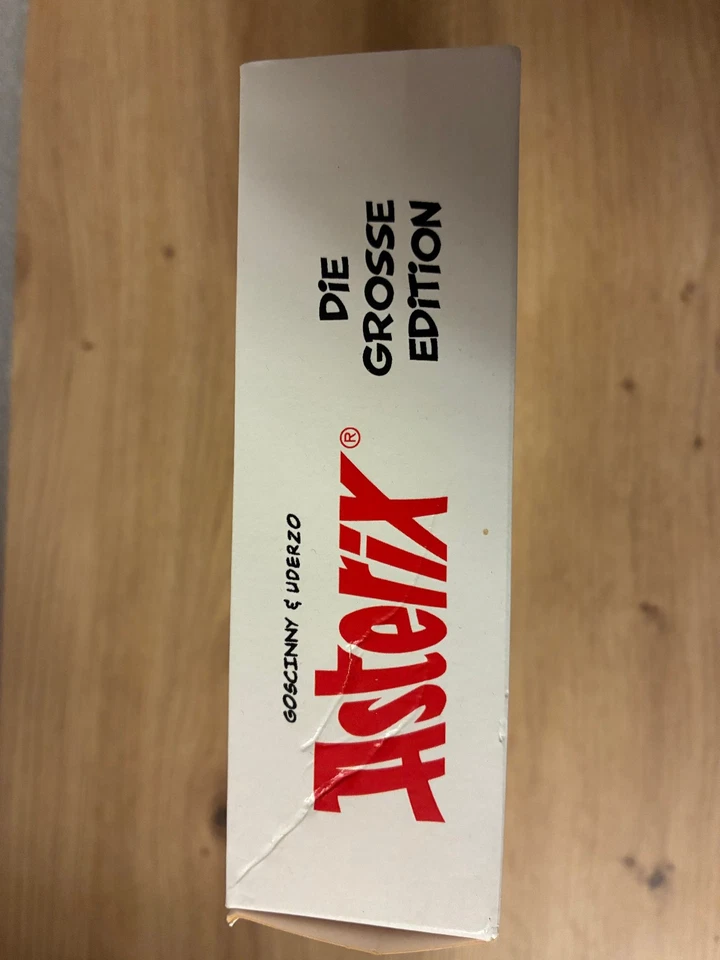 GOSCINNY & UDERZO
Asterix®
DiE
GROSSE
EDiTiON